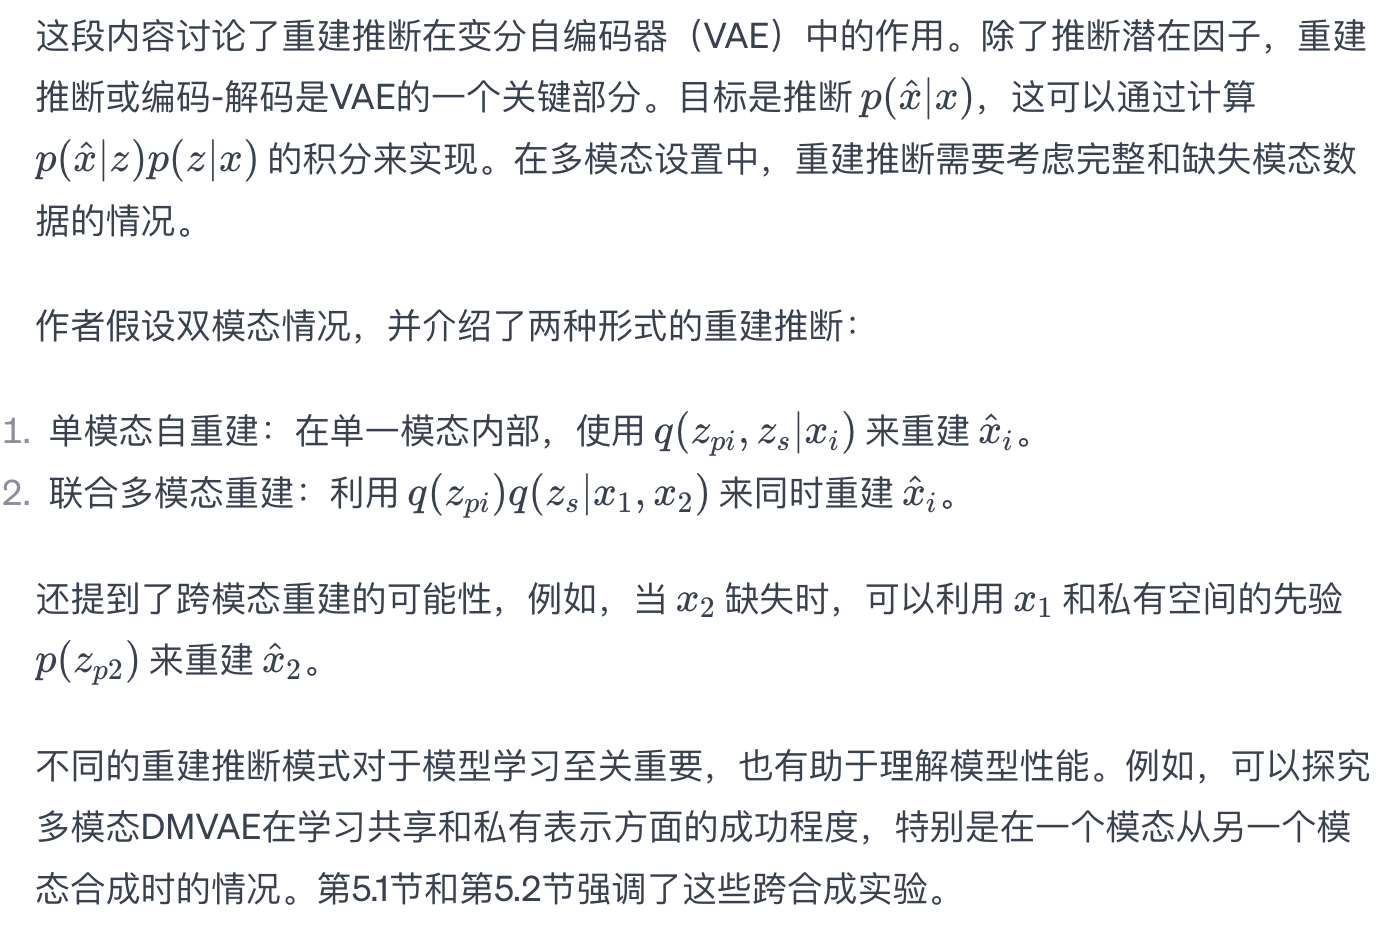 这段内容讨论了重建推断在变分自编码器（VAE）中的作用。除了推断潜在因子，重建
推断或编码-解码是VAE的一个关键部分。目标是推断 p(x̂|x)，这可以通过计算
p(x̂|z)p(z|x) 的积分来实现。在多模态设置中，重建推断需要考虑完整和缺失模态数
据的情况。
作者假设双模态情况，并介绍了两种形式的重建推断：
1. 单模态自重建：在单一模态内部，使用 q(z_{pi}, z_s|x_i) 来重建 x̂_i。
2. 联合多模态重建：利用 q(z_{pi})q(z_s|x_1, x_2) 来同时重建 x̂_i。
还提到了跨模态重建的可能性，例如，当 x_2 缺失时，可以利用 x_1 和私有空间的先验
p(z_{p2}) 来重建 x̂_2。
不同的重建推断模式对于模型学习至关重要，也有助于理解模型性能。例如，可以探究
多模态DMVAE在学习共享和私有表示方面的成功程度，特别是在一个模态从另一个模
态合成时的情况。第5.1节和第5.2节强调了这些跨合成实验。